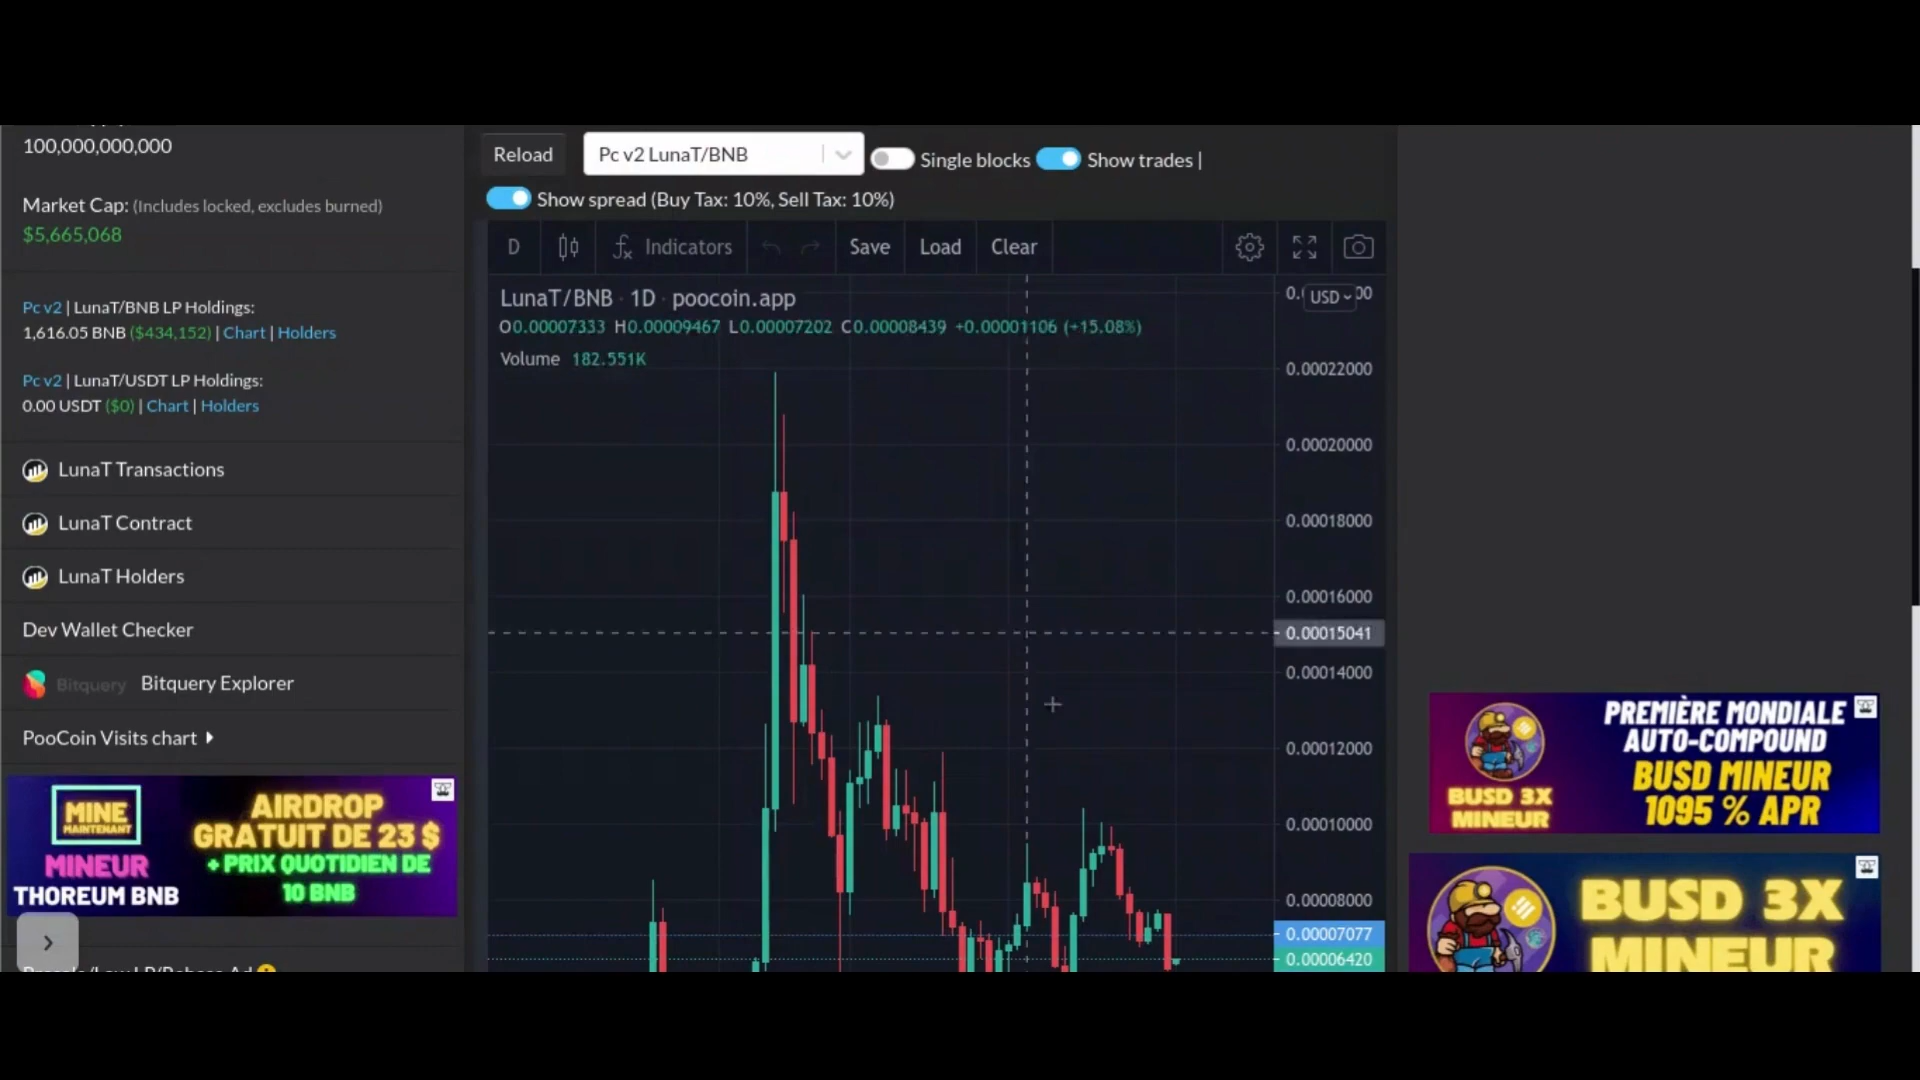 100,000,000,000
Market Cap: (Includes locked, excludes burned)
$5,665,068
Pc v2 | LunaT/BNB LP Holdings:
1,616.05 BNB ($434,152) | Chart | Holders
Pc v2 | LunaT/USDT LP Holdings:
0.00 USDT ($0) | Chart | Holders
LunaT Transactions
LunaT Contract
LunaT Holders
Dev Wallet Checker
Bitquery Bitquery Explorer
PooCoin Visits chart
MINE
MAINTENANT
MINEUR
THOREUM BNB
AIRDROP
GRATUIT DE 23 $
+ PRIX QUOTIDIEN DE
10 BNB
Reload
Pc v2 LunaT/BNB
Single blocks
Show trades |
Show spread (Buy Tax: 10%, Sell Tax: 10%)
D
Indicators
Save
Load
Clear
LunaT/BNB · 1D · poocoin.app
O0.00007333 H0.00009467 L0.00007202 C0.00008439 +0.00001106 (+15.08%)
Volume 182.551K
USD
0.00022000
0.00020000
0.00018000
0.00016000
0.00015041
0.00014000
0.00012000
0.00010000
0.00008000
0.00007077
0.00006420
BUSD 3X
MINEUR
PREMIÈRE MONDIALE
AUTO-COMPOUND
BUSD MINEUR
1095 % APR
BUSD 3X
MINEUR